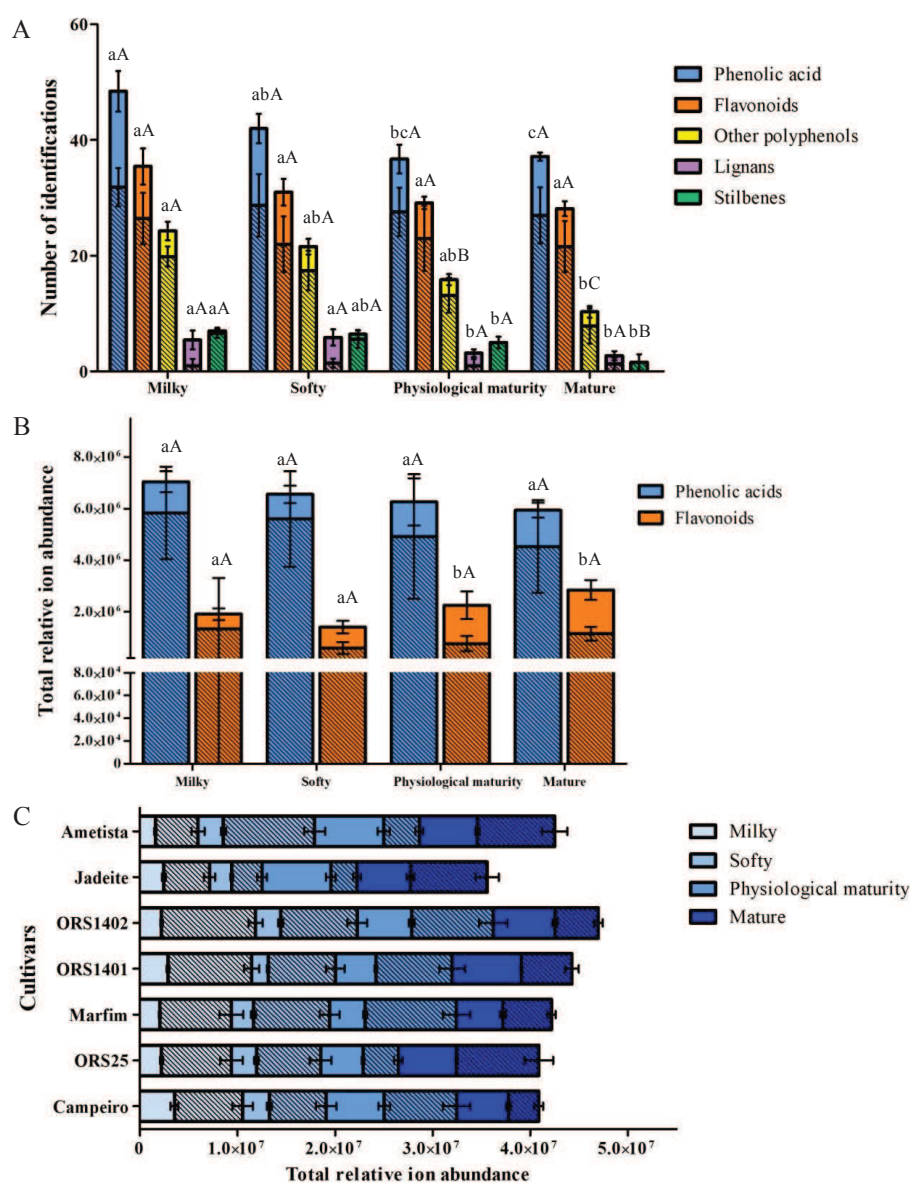 A
Number of identifications
60
40
20
0
aA
aA
aA
aA aA
abA
aA
abA
aA abA
bcA
aA
abB
bA bA
cA
aA
bC
bA bB
Milky
Softy
Physiological maturity
Mature
Phenolic acid
Flavonoids
Other polyphenols
Lignans
Stilbenes
B
Total relative ion abundance
8.0×10⁶
6.0×10⁶
4.0×10⁶
2.0×10⁶
8.0×10⁴
6.0×10⁴
4.0×10⁴
2.0×10⁴
0
aA
aA
aA
aA
aA
bA
aA
bA
Milky
Softy
Physiological maturity
Mature
Phenolic acids
Flavonoids
C
Cultivars
Ametista
Jadeite
ORS1402
ORS1401
Marfim
ORS25
Campeiro
0
1.0×10⁷
2.0×10⁷
3.0×10⁷
4.0×10⁷
5.0×10⁷
Total relative ion abundance
Milky
Softy
Physiological maturity
Mature